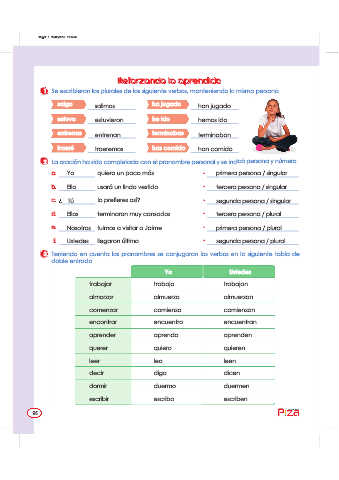 Reforzando lo aprendido
1 Se escribieron los plurales de los siguiente verbos, manteniendo la misma persona
salgo salimos ha jugado han jugado
estuvo estuvieron he ido hemos ido
entrena entrenan terminaba terminaban
traeré traeremos has comido han comido
2 La oración ha sido completada con el pronombre personal y se indicó persona y número
a. Yo quiero un poco más • primera persona / singular
b. Ella usará un lindo vestido • tercera persona / singular
c. ¿ Tú lo prefieres así? • segunda persona / singular
d. Ellos terminaron muy cansados • tercera persona / plural
e. Nosotros fuimos a visitar a Jaime • primera persona / plural
f. Ustedes llegaron último • segunda persona / plural
3 Teniendo en cuenta los pronombres se conjugaron los verbos en la siguiente tabla de
doble entrada
Yo Ustedes
trabajar trabajo trabajan
almorzar almuerzo almuerzan
comenzar comienzo comienzan
encontrar encuentro encuentran
aprender aprendo aprenden
querer quiero quieren
leer leo leen
decir digo dicen
dormir duermo duermen
escribir escribo escriben